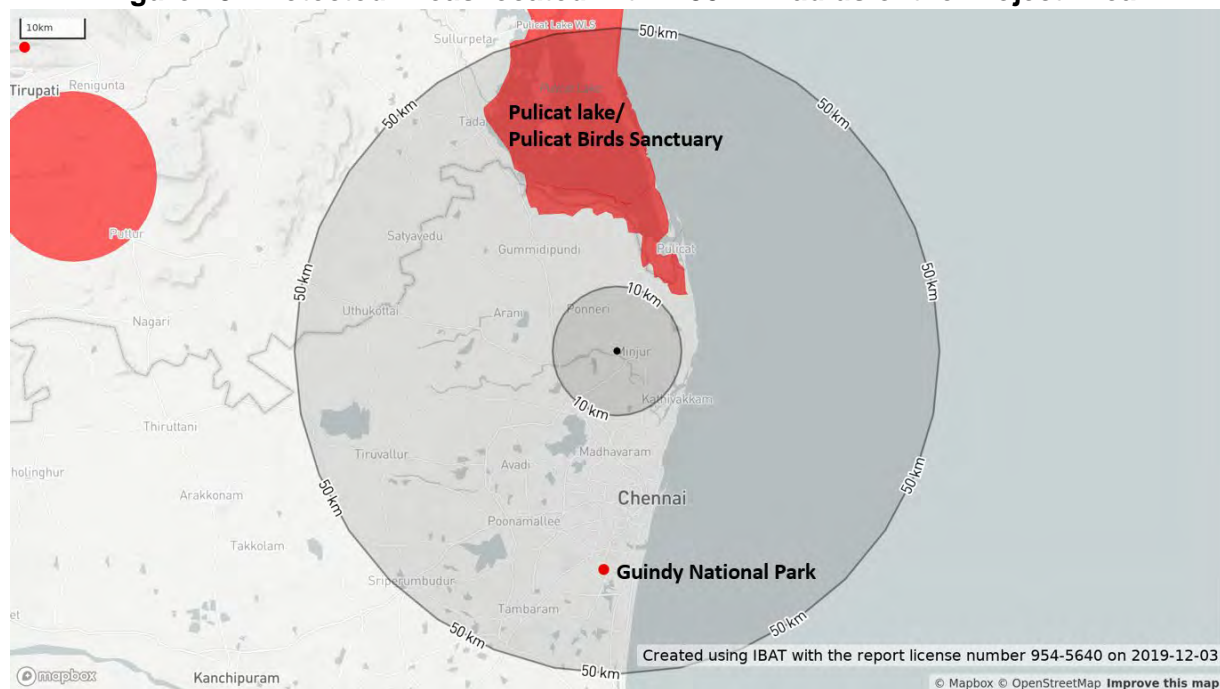 10km
Pulicat Lake WLS
50 km
Sullurpeta
Tirupati
Renigunta
50 km
50 km
Pulicat lake/
Pulicat Birds Sanctuary
Tada
Puttur
Satyavedu
Gummidipundi
Pulicat
50 km
50 km
10 km
Uthukottai
Arani
Ponneri
Nagari
Minjur
10 km
Kathivakkam
Thiruttani
Madhavaram
Tiruvallur
Avadi
holinghur
50 km
50 km
Arakkonam
Chennai
Poonamallee
Takkolam
Guindy National Park
Sriperumbudur
Tambaram
et
50 km
50 km
50 km
Created using IBAT with the report license number 954-5640 on 2019-12-03
mapbox
Kanchipuram
© Mapbox © OpenStreetMap Improve this map